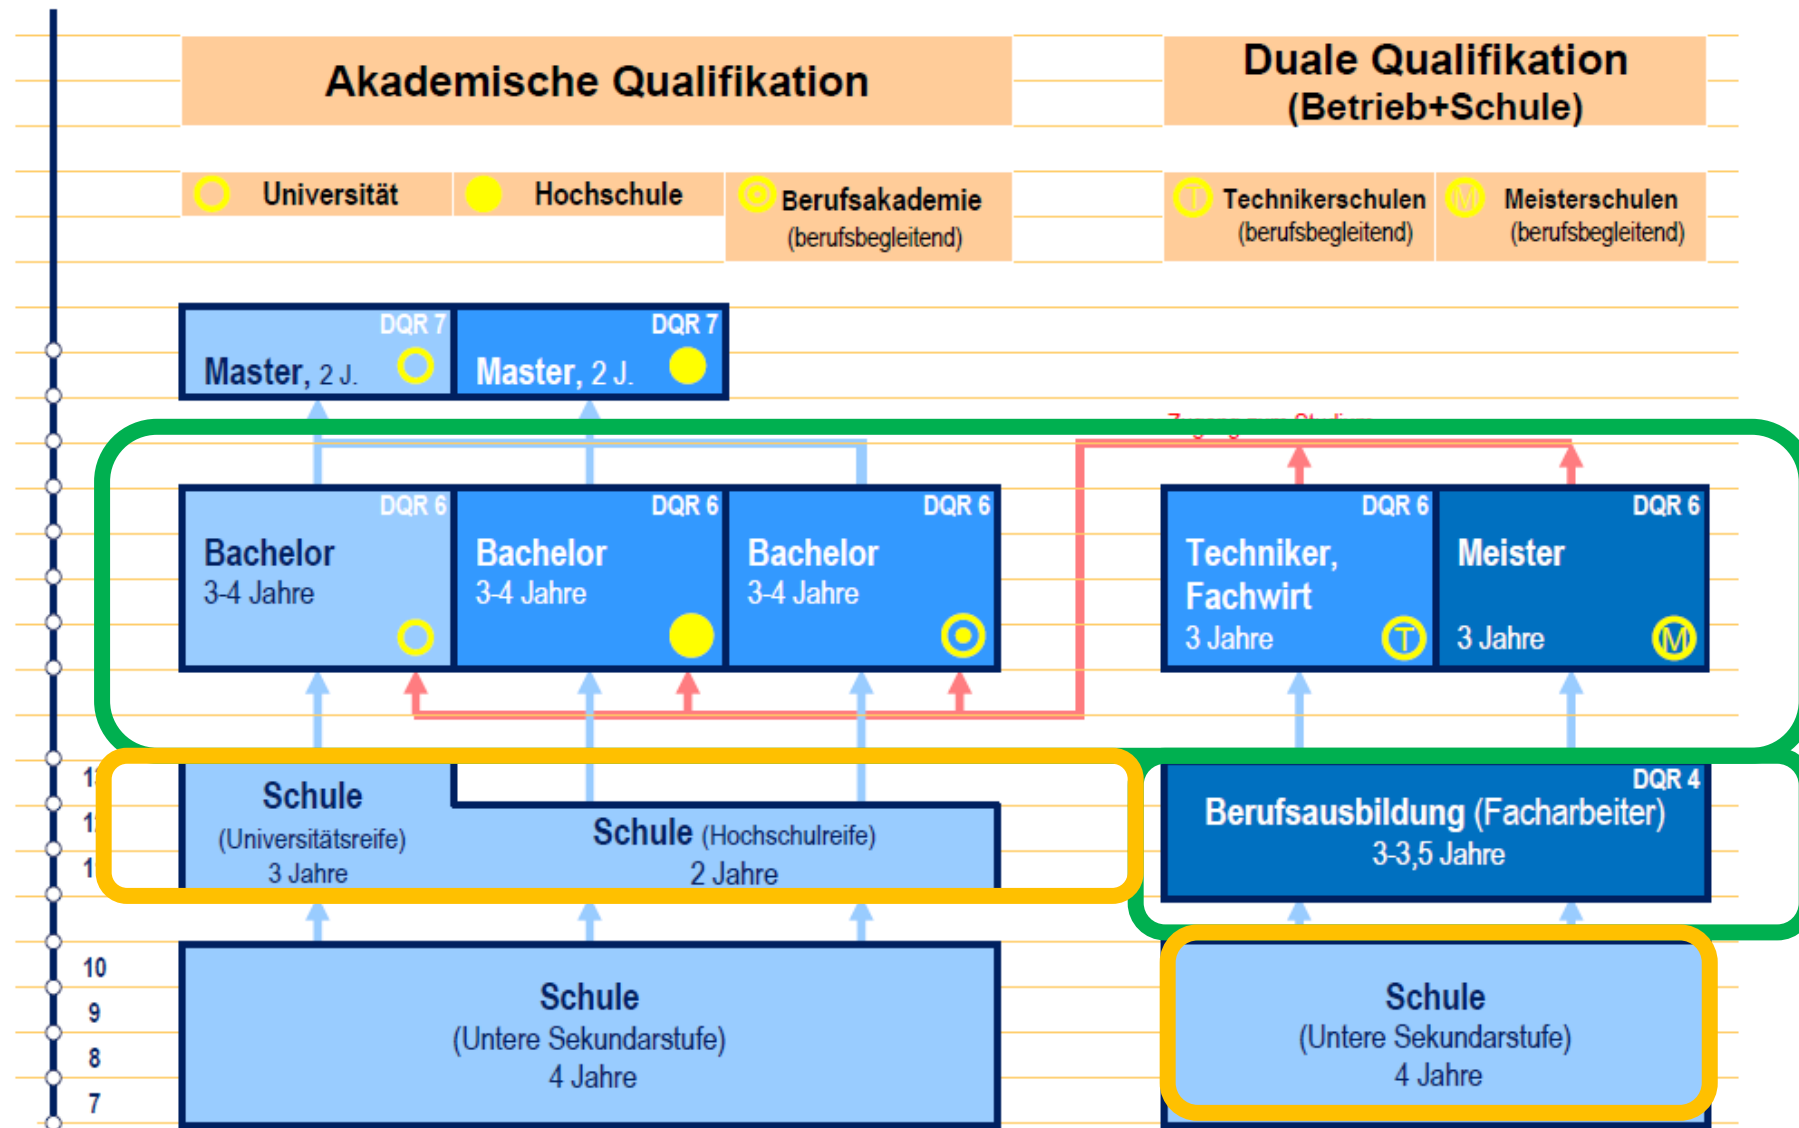 Akademische Qualifikation
Duale Qualifikation
(Betrieb+Schule)
Universität
Hochschule
Berufsakademie
(berufsbegleitend)
T
Technikerschulen
(berufsbegleitend)
M
Meisterschulen
(berufsbegleitend)
DQR 7
Master, 2 J.
DQR 7
Master, 2 J.
DQR 6
Bachelor
3-4 Jahre
DQR 6
Bachelor
3-4 Jahre
DQR 6
Bachelor
3-4 Jahre
DQR 6
Techniker,
Fachwirt
3 Jahre
T
DQR 6
Meister
3 Jahre
M
Schule
(Universitätsreife)
3 Jahre
Schule (Hochschulreife)
2 Jahre
DQR 4
Berufsausbildung (Facharbeiter)
3-3,5 Jahre
10
9
8
7
Schule
(Untere Sekundarstufe)
4 Jahre
Schule
(Untere Sekundarstufe)
4 Jahre